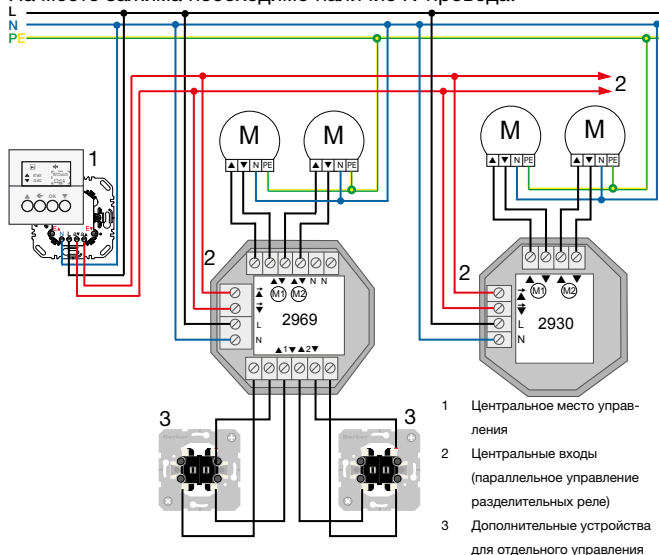 На место зажима необходимо наличие N-провода.
L
N
PE
2
M
M
M
M
▲ ▼ N PE
▲ ▼ N PE
▲ ▼ N PE
▲ ▼ N PE
1
OK
N L
2
▲▼ ▲▼ N N
M1 M2
L
N
2969
▲1▼▲2▼
2
▲ ▼ ▲ ▼
M1 M2
L
N
2930
3
3
1 Центральное место управ-
ления
2 Центральные входы
(параллельное управление
разделительных реле)
3 Дополнительные устройства
для отдельного управления